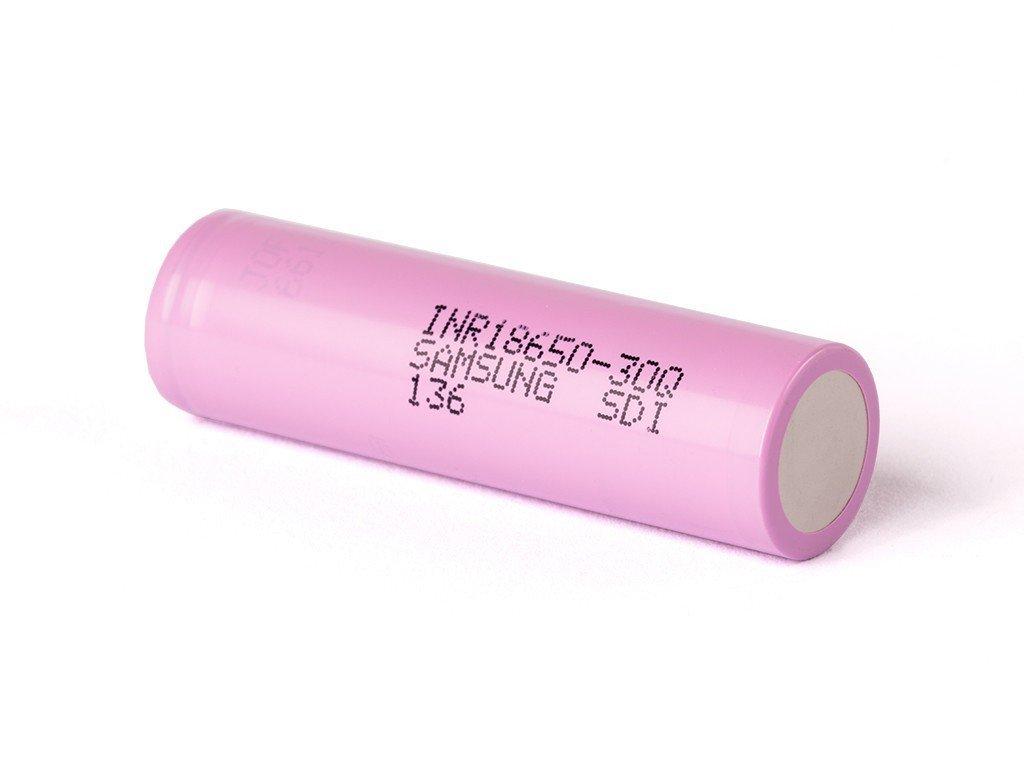 INR18650-30Q
SAMSUNG SDI
136